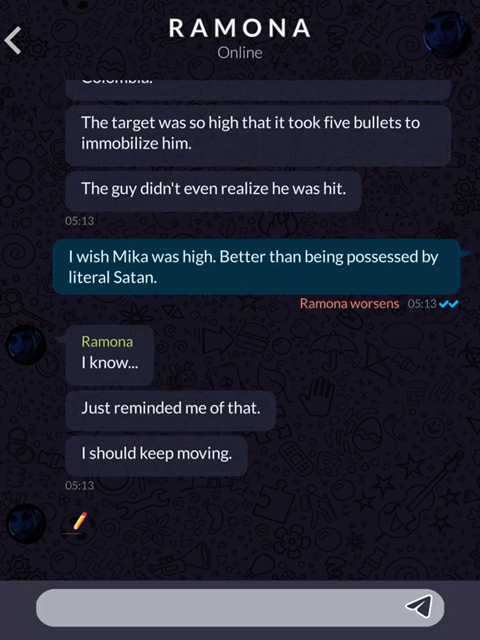 RAMONA
Online
Colombia.
The target was so high that it took five bullets to
immobilize him.
The guy didn't even realize he was hit.
05:13
I wish Mika was high. Better than being possessed by
literal Satan.
Ramona worsens 05:13
Ramona
I know...
Just reminded me of that.
I should keep moving.
05:13